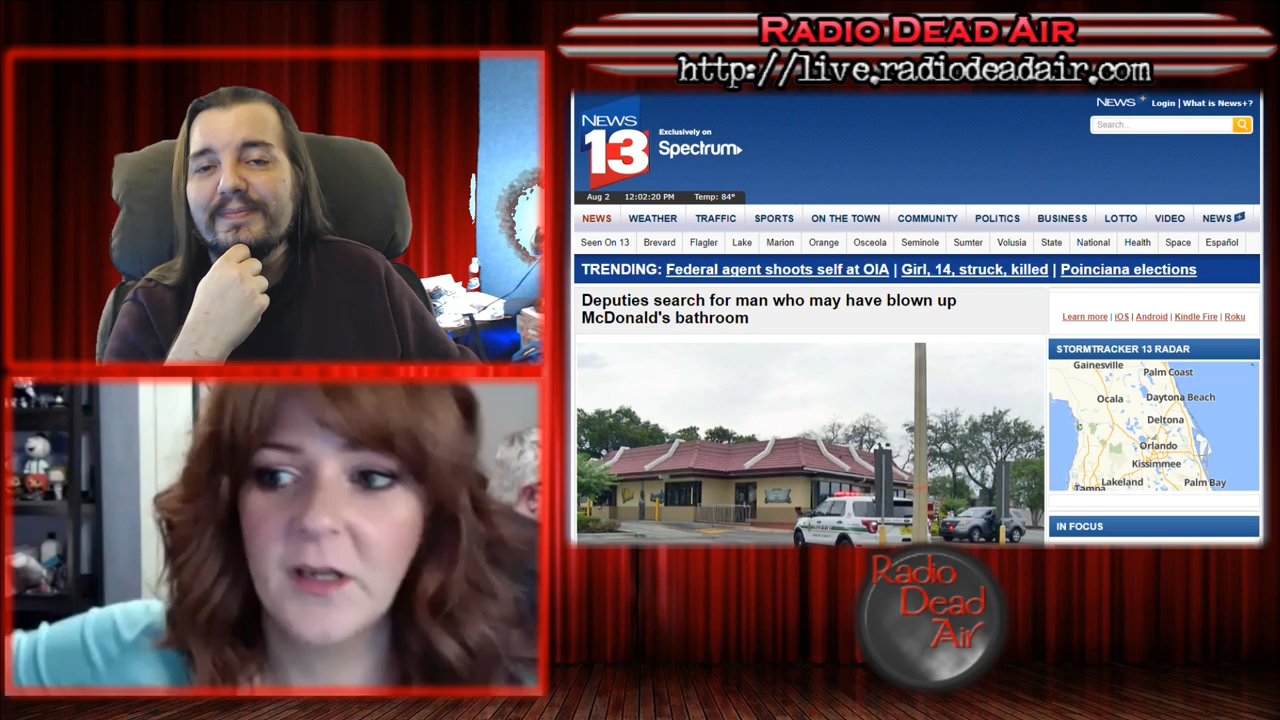 RADIO DEAD AIR
http://live.radiodeadair.com
NEWS
13
Exclusively on
Spectrum
NEWS+ Login | What is News+?
Search...
Aug 2 12:02:20 PM Temp: 84°
NEWS WEATHER TRAFFIC SPORTS ON THE TOWN COMMUNITY POLITICS BUSINESS LOTTO VIDEO NEWS+
Seen On 13 Brevard Flagler Lake Marion Orange Osceola Seminole Sumter Volusia State National Health Space Español
TRENDING: Federal agent shoots self at OIA | Girl, 14, struck, killed | Poinciana elections
Deputies search for man who may have blown up
McDonald's bathroom
Learn more | iOS | Android | Kindle Fire | Roku
STORMTRACKER 13 RADAR
Gainesville
Palm Coast
Ocala
Daytona Beach
Deltona
Orlando
Kissimmee
Lakeland
Palm Bay
Tampa
IN FOCUS
Radio
Dead
Air